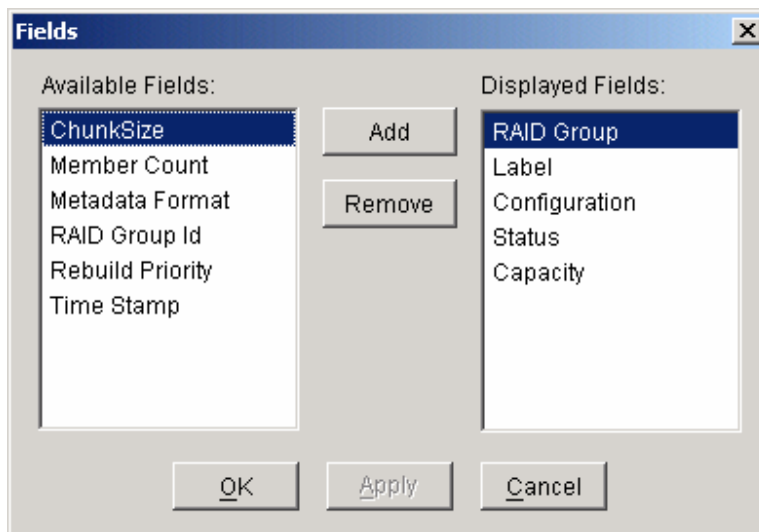 Fields
Available Fields:
ChunkSize
Member Count
Metadata Format
RAID Group Id
Rebuild Priority
Time Stamp
Add
Remove
Displayed Fields:
RAID Group
Label
Configuration
Status
Capacity
OK
Apply
Cancel